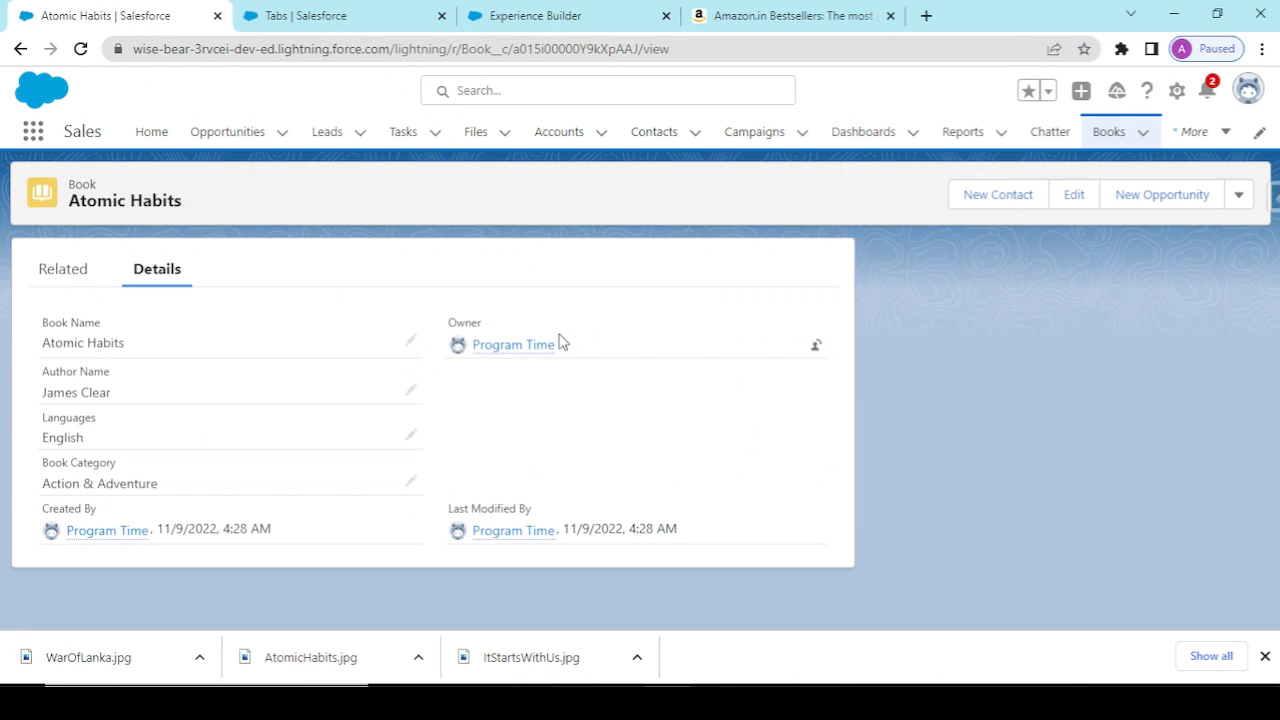 Atomic Habits | Salesforce
Tabs | Salesforce
Experience Builder
Amazon.in Bestsellers: The most
wise-bear-3rvcei-dev-ed.lightning.force.com/lightning/r/Book__c/a015i00000Y9kXpAAJ/view
A Paused
Search...
2
Sales Home Opportunities Leads Tasks Files Accounts Contacts Campaigns Dashboards Reports Chatter Books * More
Book
Atomic Habits
New Contact Edit New Opportunity
Related Details
Book Name
Atomic Habits
Owner
Program Time
Author Name
James Clear
Languages
English
Book Category
Action & Adventure
Created By
Program Time, 11/9/2022, 4:28 AM
Last Modified By
Program Time, 11/9/2022, 4:28 AM
WarOfLanka.jpg
AtomicHabits.jpg
ItStartsWithUs.jpg
Show all